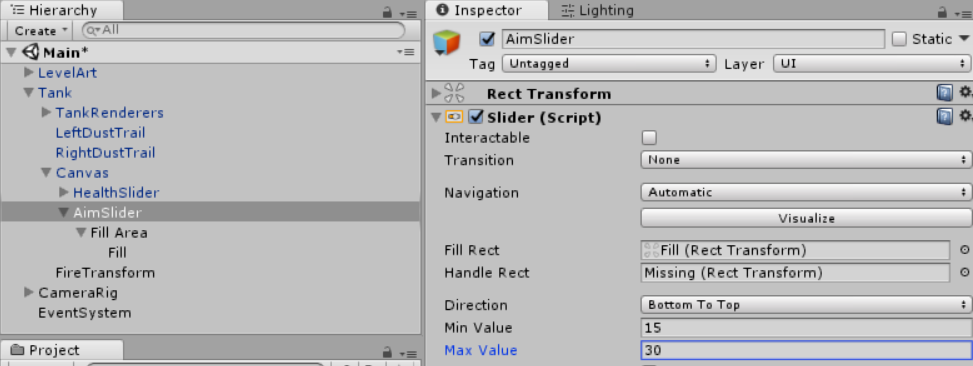 Hierarchy
Create
All
Main*
LevelArt
Tank
TankRenderers
LeftDustTrail
RightDustTrail
Canvas
HealthSlider
AimSlider
Fill Area
Fill
FireTransform
CameraRig
EventSystem
Project
Inspector Lighting
AimSlider Static
Tag Untagged Layer UI
Rect Transform
Slider (Script)
Interactable
Transition None
Navigation Automatic
Visualize
Fill Rect Fill (Rect Transform)
Handle Rect Missing (Rect Transform)
Direction Bottom To Top
Min Value 15
Max Value 30